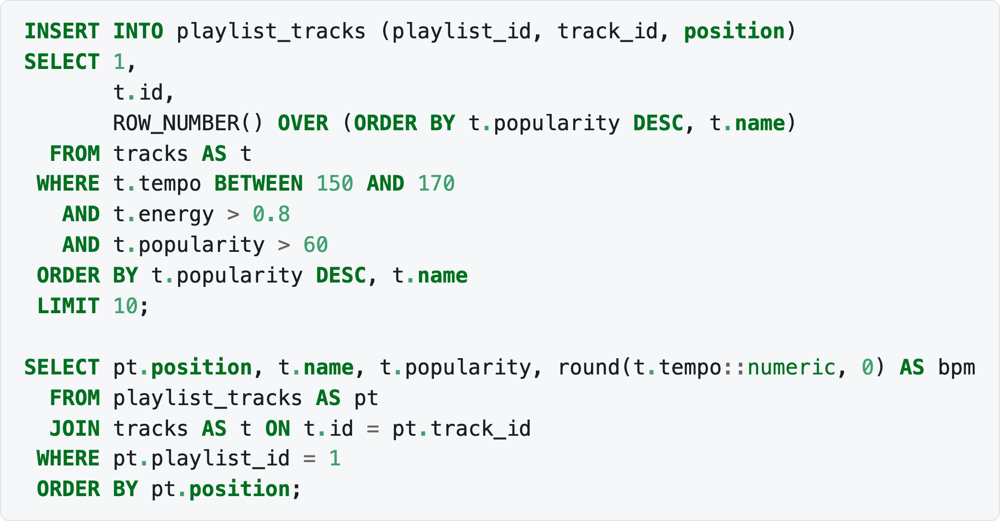 INSERT INTO playlist_tracks (playlist_id, track_id, position)
SELECT 1,
       t.id,
       ROW_NUMBER() OVER (ORDER BY t.popularity DESC, t.name)
  FROM tracks AS t
 WHERE t.tempo BETWEEN 150 AND 170
   AND t.energy > 0.8
   AND t.popularity > 60
 ORDER BY t.popularity DESC, t.name
 LIMIT 10;

SELECT pt.position, t.name, t.popularity, round(t.tempo::numeric, 0) AS bpm
  FROM playlist_tracks AS pt
  JOIN tracks AS t ON t.id = pt.track_id
 WHERE pt.playlist_id = 1
 ORDER BY pt.position;